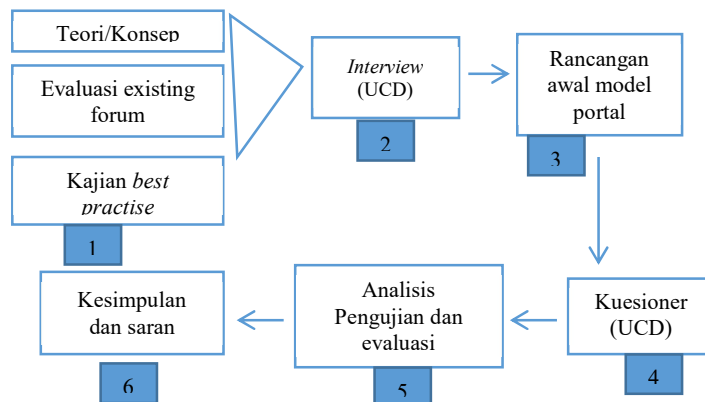 Teori/Konsep
Evaluasi existing
forum
Kajian best
practise
1
Interview
(UCD)
2
Rancangan
awal model
portal
3
Kuesioner
(UCD)
4
Analisis
Pengujian dan
evaluasi
5
Kesimpulan
dan saran
6